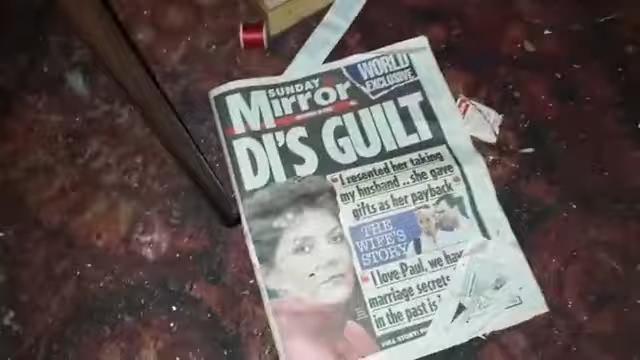 SUNDAY
Mirror
WORLD
EXCLUSIVE
DI'S GUILT
I resented her taking
my husband .. she gave
gifts as her payback
THE
WIFE'S
STORY
I love Paul, we have
marriage secrets
in the past is